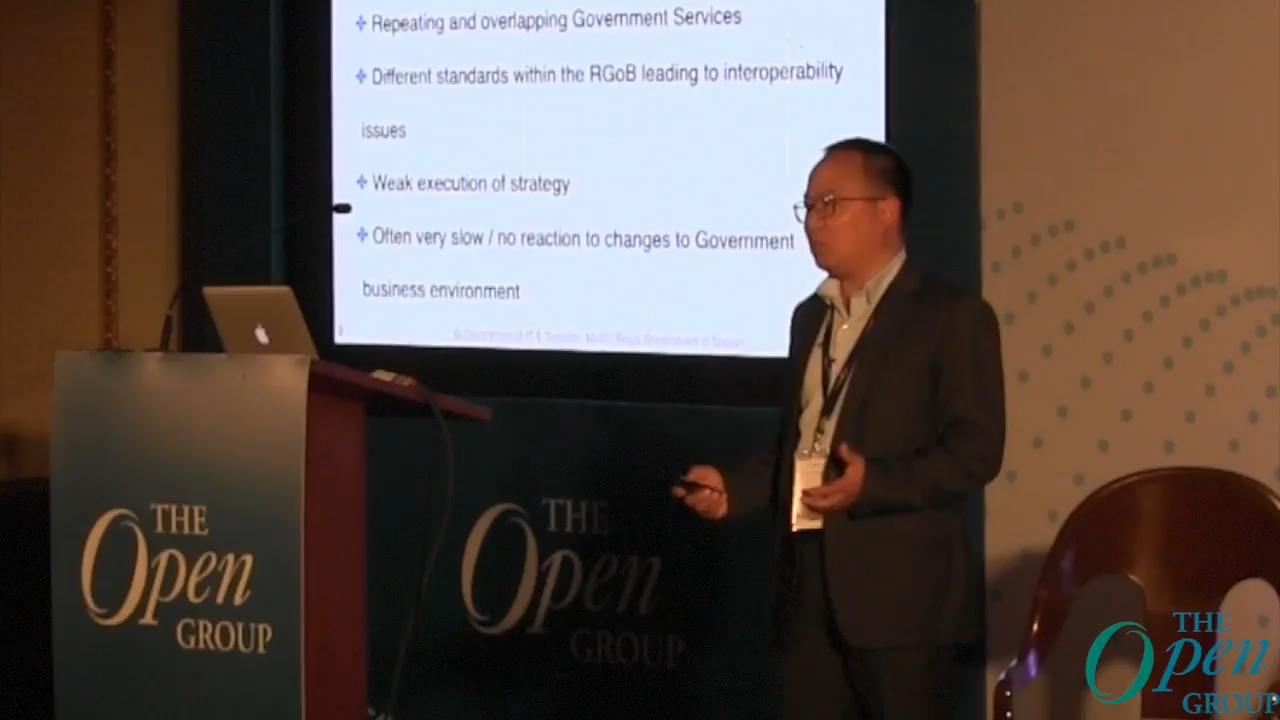 Repeating and overlapping Government Services
Different standards within the RGoB leading to interoperability
issues
Weak execution of strategy
Often very slow / no reaction to changes to Government
business environment
THE
Open
GROUP
THE
Open
GROUP
THE
Open
GROUP